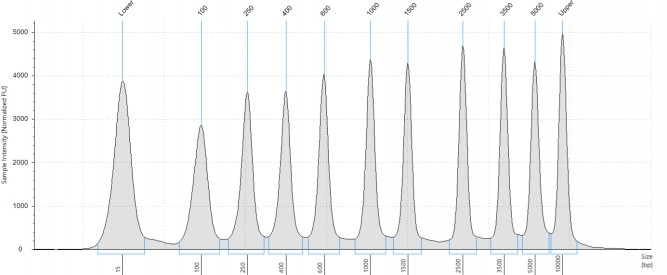 Lower 100 250 400 600 1000 1500 2500 3500 5000 Upper
Sample Intensity [Normalized FU]
5000
4000
3000
2000
1000
0
15 100 250 400 600 1000 1500 2500 3500 5000 10000
Size
[bp]